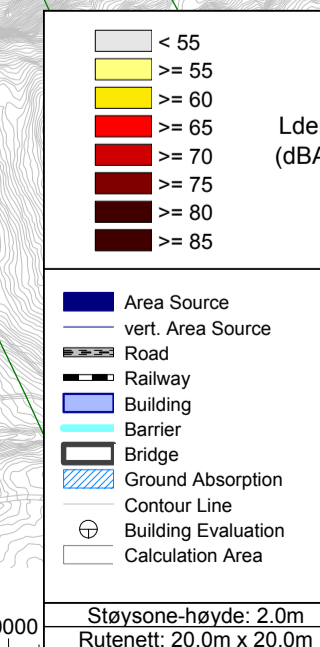 < 55
>= 55
>= 60
>= 65
>= 70
>= 75
>= 80
>= 85
Area Source
vert. Area Source
Road
Railway
Building
Barrier
Bridge
Ground Absorption
Contour Line
Building Evaluation
Calculation Area
Støysone-høyde: 2.0m
Rutenett: 20.0m x 20.0m